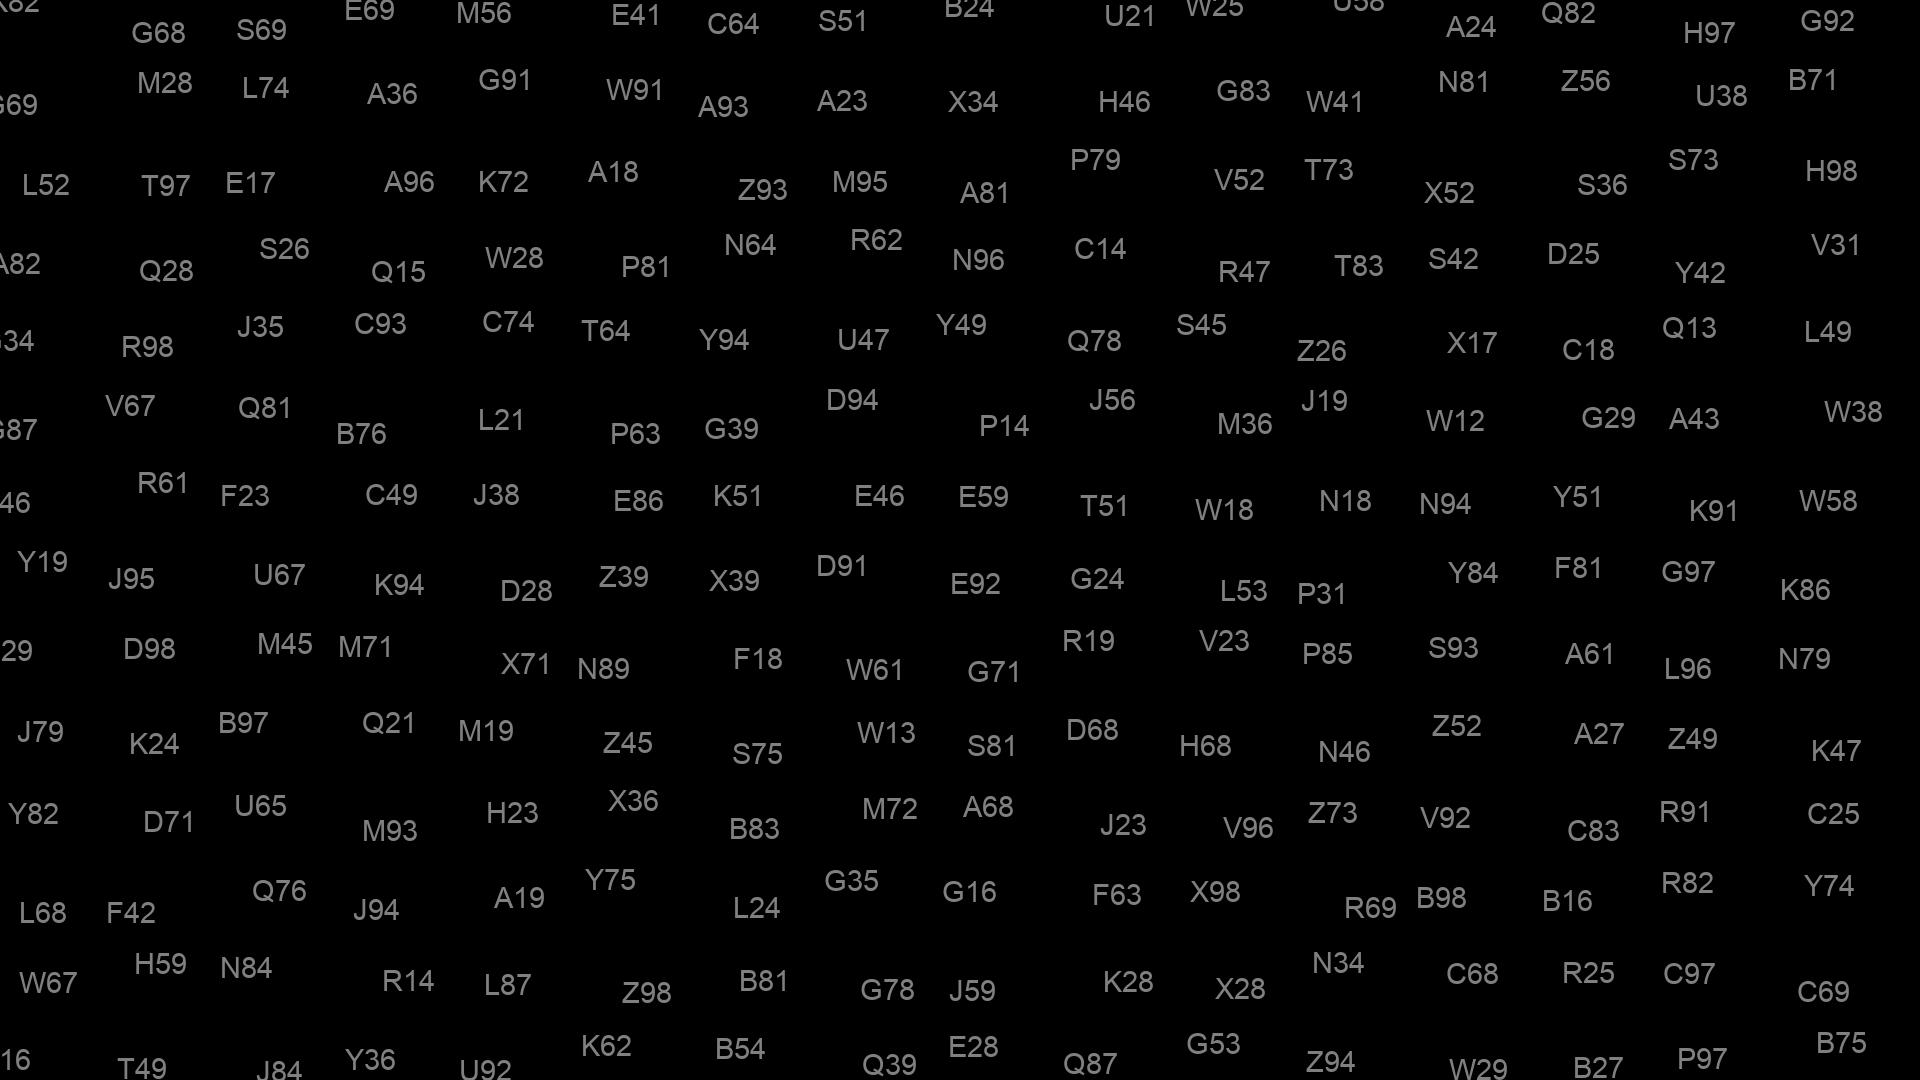 G68 S69 E69 M56 E41 C64 S51 B24 U21 W25 U58 A24 Q82 H97 G92
M28 L74 A36 G91 W91 A93 A23 X34 H46 G83 W41 N81 Z56 U38 B71
L52 T97 E17 A96 K72 A18 Z93 M95 A81 P79 V52 T73 X52 S36 S73 H98
A82 Q28 S26 Q15 W28 P81 N64 R62 N96 C14 R47 T83 S42 D25 Y42 V31
R98 J35 C93 C74 T64 Y94 U47 Y49 Q78 S45 Z26 X17 C18 Q13 L49
V67 Q81 B76 L21 P63 G39 D94 P14 J56 M36 J19 W12 G29 A43 W38
R61 F23 C49 J38 E86 K51 E46 E59 T51 W18 N18 N94 Y51 K91 W58
Y19 J95 U67 K94 D28 Z39 X39 D91 E92 G24 L53 P31 Y84 F81 G97 K86
D98 M45 M71 X71 N89 F18 W61 G71 R19 V23 P85 S93 A61 L96 N79
J79 K24 B97 Q21 M19 Z45 S75 W13 S81 D68 H68 N46 Z52 A27 Z49 K47
Y82 D71 U65 M93 H23 X36 B83 M72 A68 J23 V96 Z73 V92 C83 R91 C25
L68 F42 Q76 J94 A19 Y75 L24 G35 G16 F63 X98 R69 B98 B16 R82 Y74
W67 H59 N84 R14 L87 Z98 B81 G78 J59 K28 X28 N34 C68 R25 C97 C69
T49 J84 Y36 U92 K62 B54 Q39 E28 Q87 G53 Z94 W29 B27 P97 B75